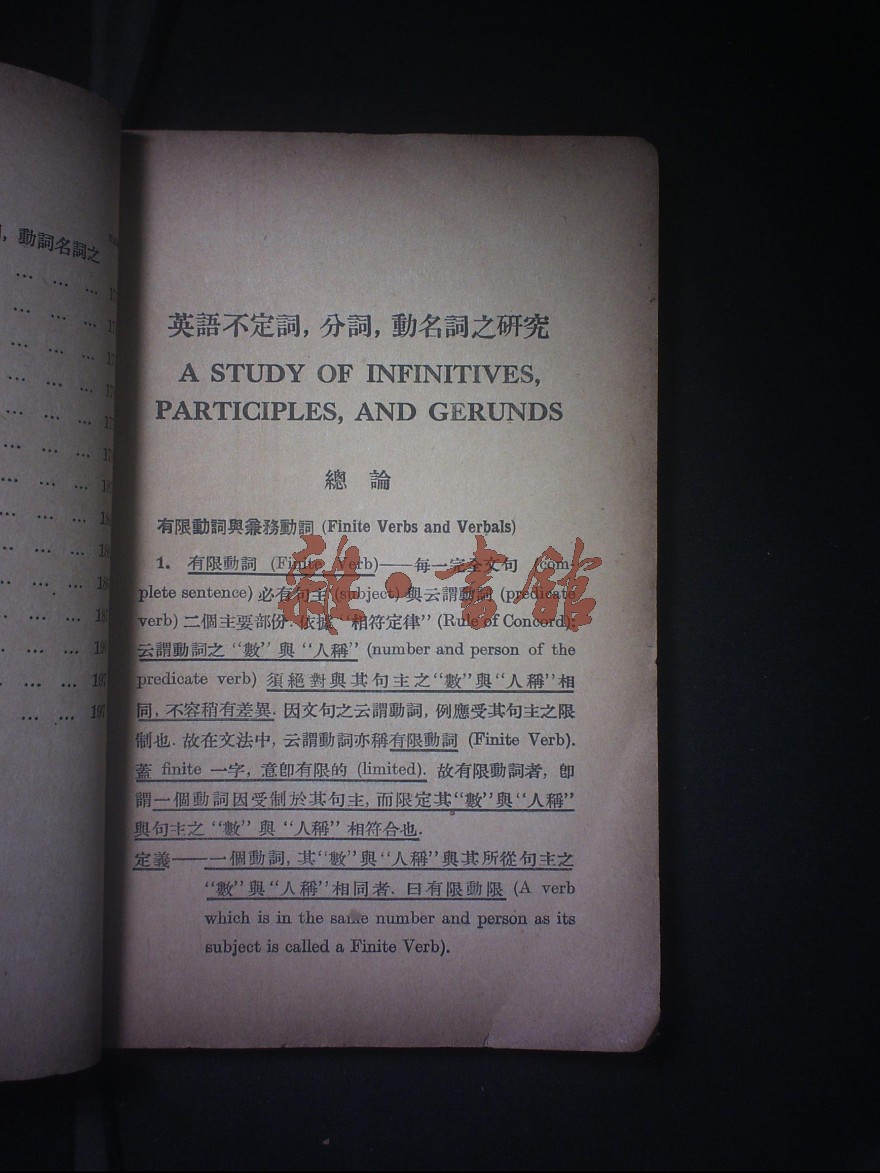 動詞名詞之
英語不定詞, 分詞, 動名詞之研究
A STUDY OF INFINITIVES,
PARTICIPLES, AND GERUNDS
總 論
有限動詞與兼務動詞 (Finite Verbs and Verbals)
1. 有限動詞 (Finite Verb)——每一完全文句 (com-
plete sentence) 必有句主 (subject) 與云謂動詞 (predicate
verb) 二個主要部份. 依據 "相符定律" (Rule of Concord);
云謂動詞之 "數" 與 "人稱" (number and person of the
predicate verb) 須絕對與其句主之"數"與"人稱"相
同, 不容稍有差異. 因文句之云謂動詞, 例應受其句主之限
制也. 故在文法中, 云謂動詞亦稱有限動詞 (Finite Verb).
蓋 finite 一字, 意卽有限的 (limited). 故有限動詞者, 卽
謂一個動詞因受制於其句主, 而限定其"數"與"人稱"
與句主之 "數" 與 "人稱" 相符合也.
定義——一個動詞, 其"數"與"人稱"與其所從句主之
"數"與"人稱"相同者, 曰有限動限 (A verb
which is in the same number and person as its
subject is called a Finite Verb).
雜·書館